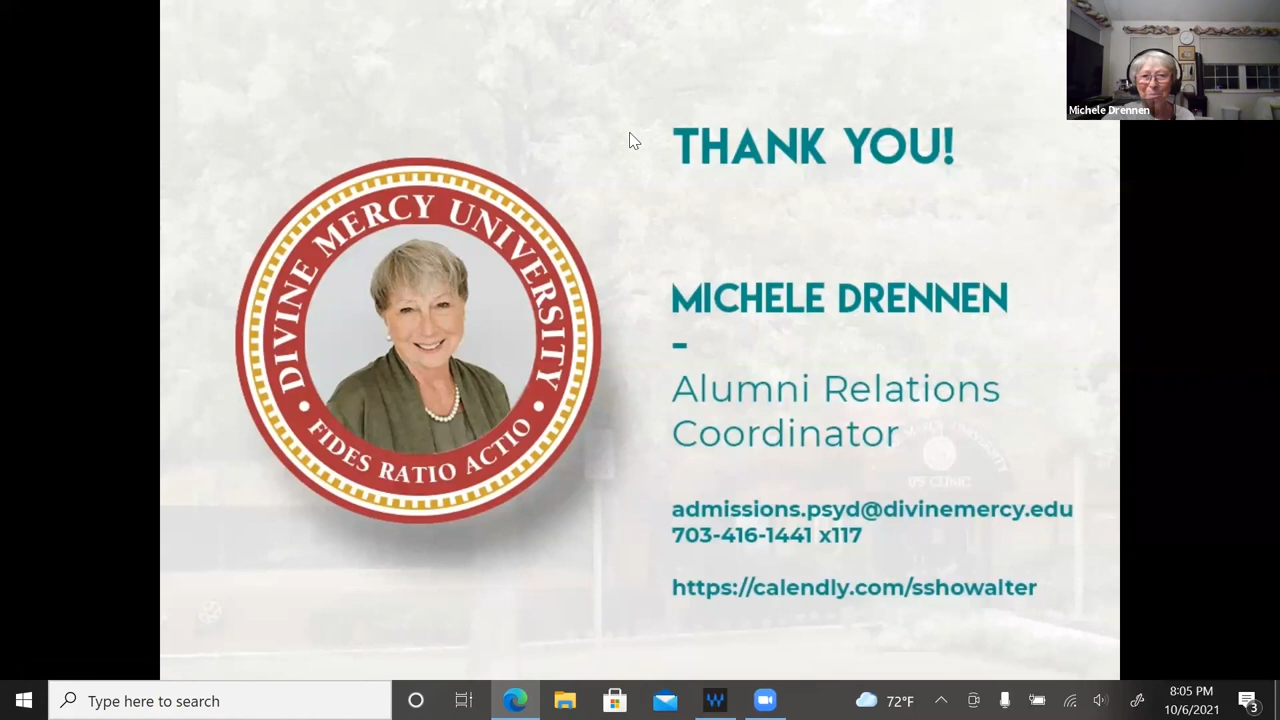 Michele Drennen
THANK YOU!
DIVINE MERCY UNIVERSITY
FIDES RATIO ACTIO
MICHELE DRENNEN
-
Alumni Relations
Coordinator
admissions.psyd@divinemercy.edu
703-416-1441 x117
https://calendly.com/sshowalter
Type here to search
72°F
8:05 PM
10/6/2021
3